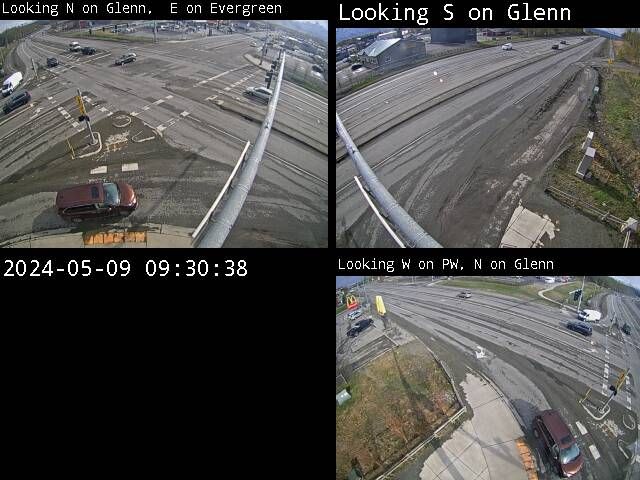 Looking N on Glenn, E on Evergreen
Looking S on Glenn
2024-05-09 09:30:38
Looking W on PW, N on Glenn